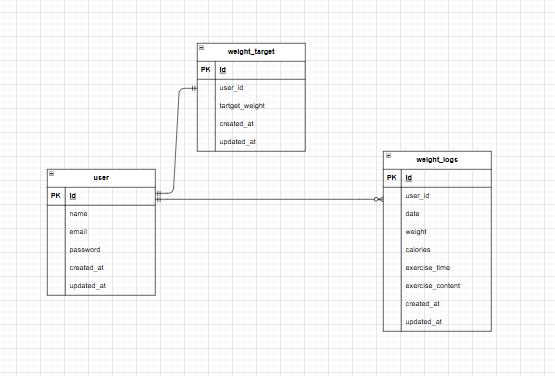 weight_target
PK id
user_id
tartget_weight
created_at
updated_at
user
PK id
name
email
password
created_at
updated_at
weight_logs
PK id
user_id
date
weight
calories
exercise_time
exercise_content
created_at
updated_at